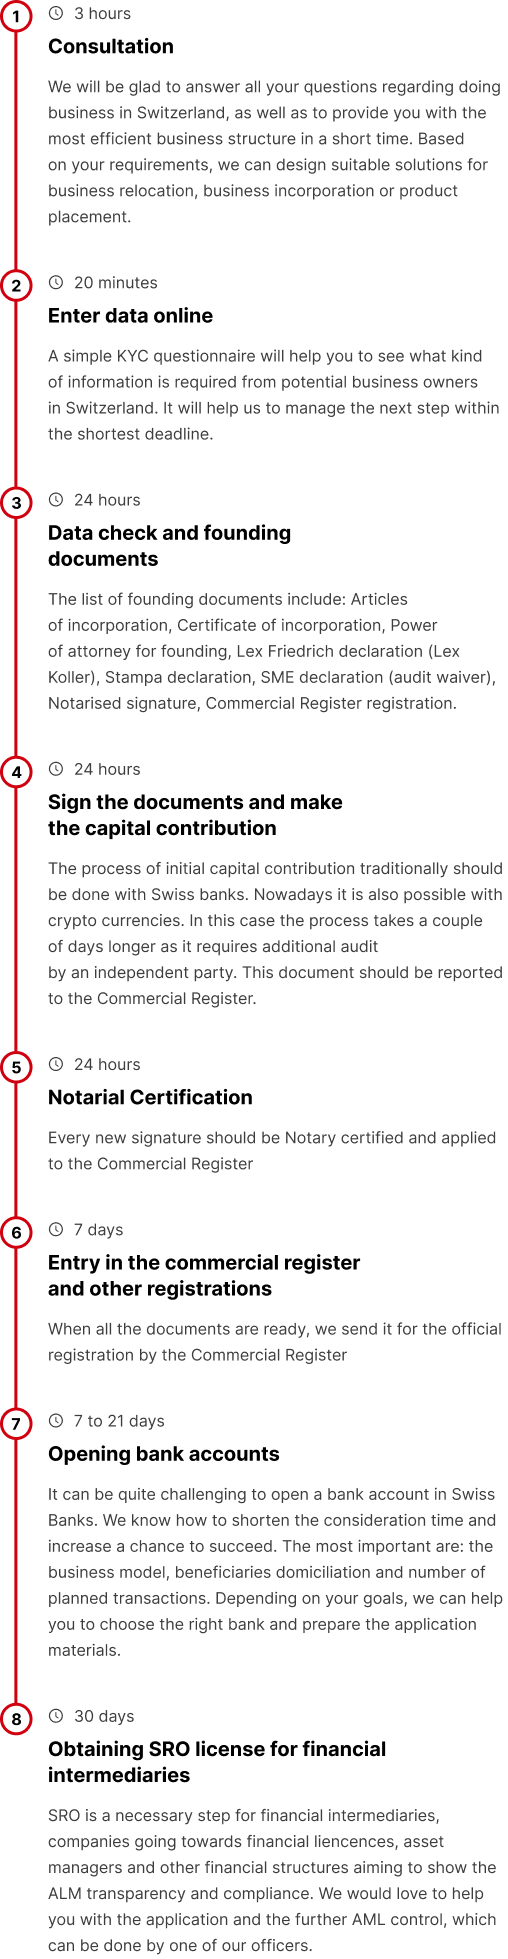 1
3 hours
Consultation
We will be glad to answer all your questions regarding doing
business in Switzerland, as well as to provide you with the
most efficient business structure in a short time. Based
on your requirements, we can design suitable solutions for
business relocation, business incorporation or product
placement.
2
20 minutes
Enter data online
A simple KYC questionnaire will help you to see what kind
of information is required from potential business owners
in Switzerland. It will help us to manage the next step within
the shortest deadline.
3
24 hours
Data check and founding
documents
The list of founding documents include: Articles
of incorporation, Certificate of incorporation, Power
of attorney for founding, Lex Friedrich declaration (Lex
Koller), Stampa declaration, SME declaration (audit waiver),
Notarised signature, Commercial Register registration.
4
24 hours
Sign the documents and make
the capital contribution
The process of initial capital contribution traditionally should
be done with Swiss banks. Nowadays it is also possible with
crypto currencies. In this case the process takes a couple
of days longer as it requires additional audit
by an independent party. This document should be reported
to the Commercial Register.
5
24 hours
Notarial Certification
Every new signature should be Notary certified and applied
to the Commercial Register
6
7 days
Entry in the commercial register
and other registrations
When all the documents are ready, we send it for the official
registration by the Commercial Register
7
7 to 21 days
Opening bank accounts
It can be quite challenging to open a bank account in Swiss
Banks. We know how to shorten the consideration time and
increase a chance to succeed. The most important are: the
business model, beneficiaries domiciliation and number of
planned transactions. Depending on your goals, we can help
you to choose the right bank and prepare the application
materials.
8
30 days
Obtaining SRO license for financial
intermediaries
SRO is a necessary step for financial intermediaries,
companies going towards financial liencences, asset
managers and other financial structures aiming to show the
ALM transparency and compliance. We would love to help
you with the application and the further AML control, which
can be done by one of our officers.